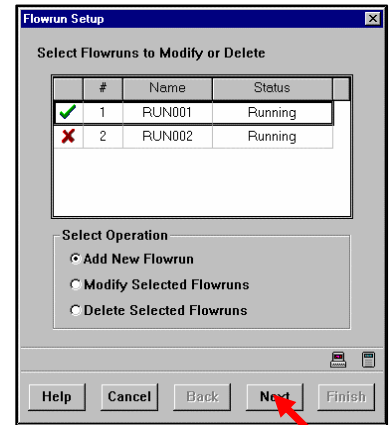 Flowrun Setup
Select Flowruns to Modify or Delete
# Name Status
1 RUN001 Running
2 RUN002 Running
Select Operation
Add New Flowrun
Modify Selected Flowruns
Delete Selected Flowruns
Help Cancel Back Next Finish